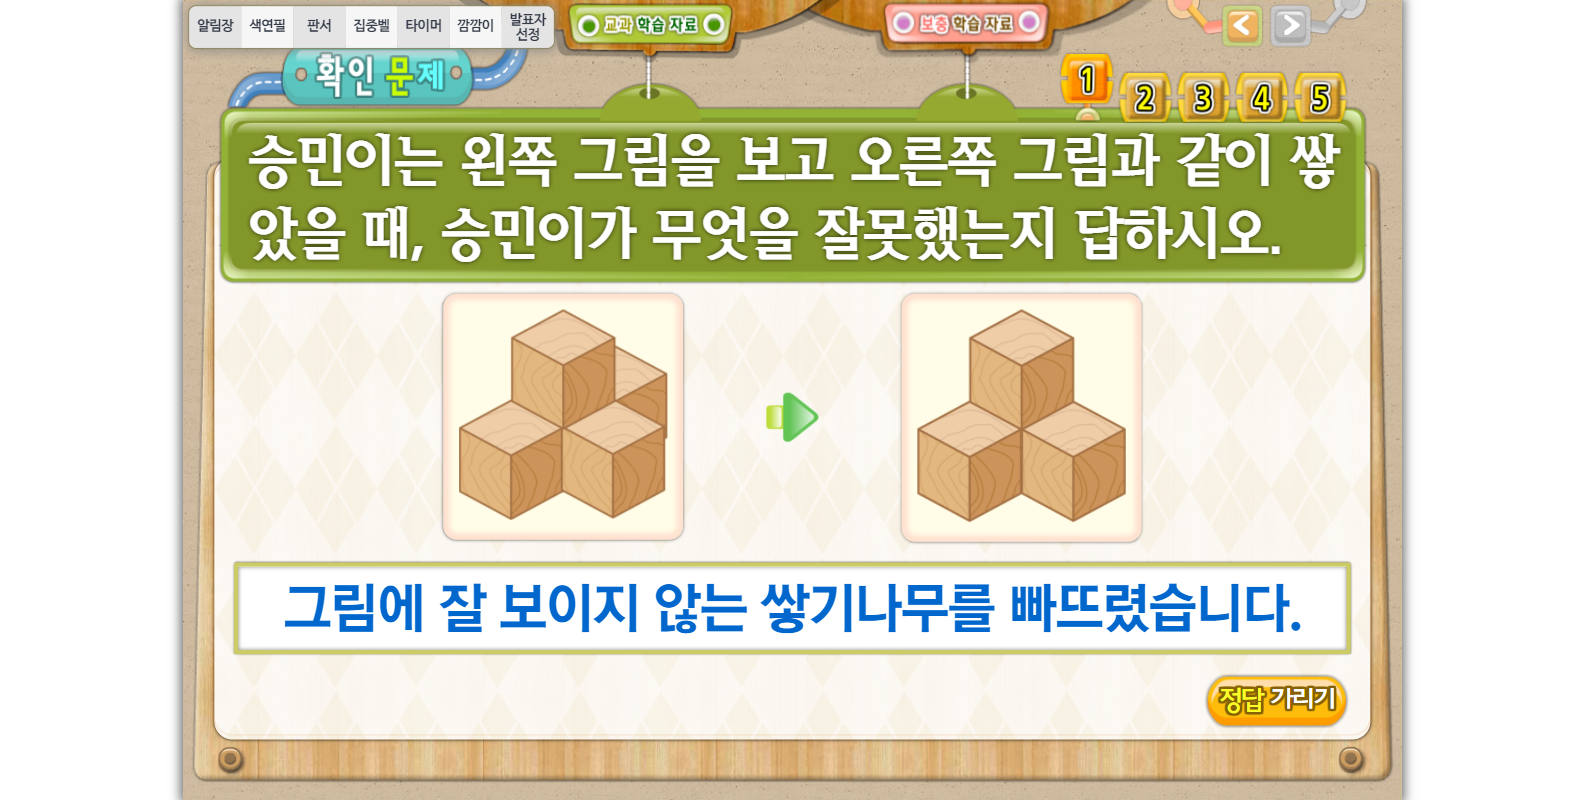 알림장 색연필 판서 집중벨 타이머 깜깜이 발표자
선정
교과 학습 자료
보충 학습 자료
확인 문제
1 2 3 4 5
승민이는 왼쪽 그림을 보고 오른쪽 그림과 같이 쌓
았을 때, 승민이가 무엇을 잘못했는지 답하시오.
그림에 잘 보이지 않는 쌓기나무를 빠뜨렸습니다.
정답 가리기